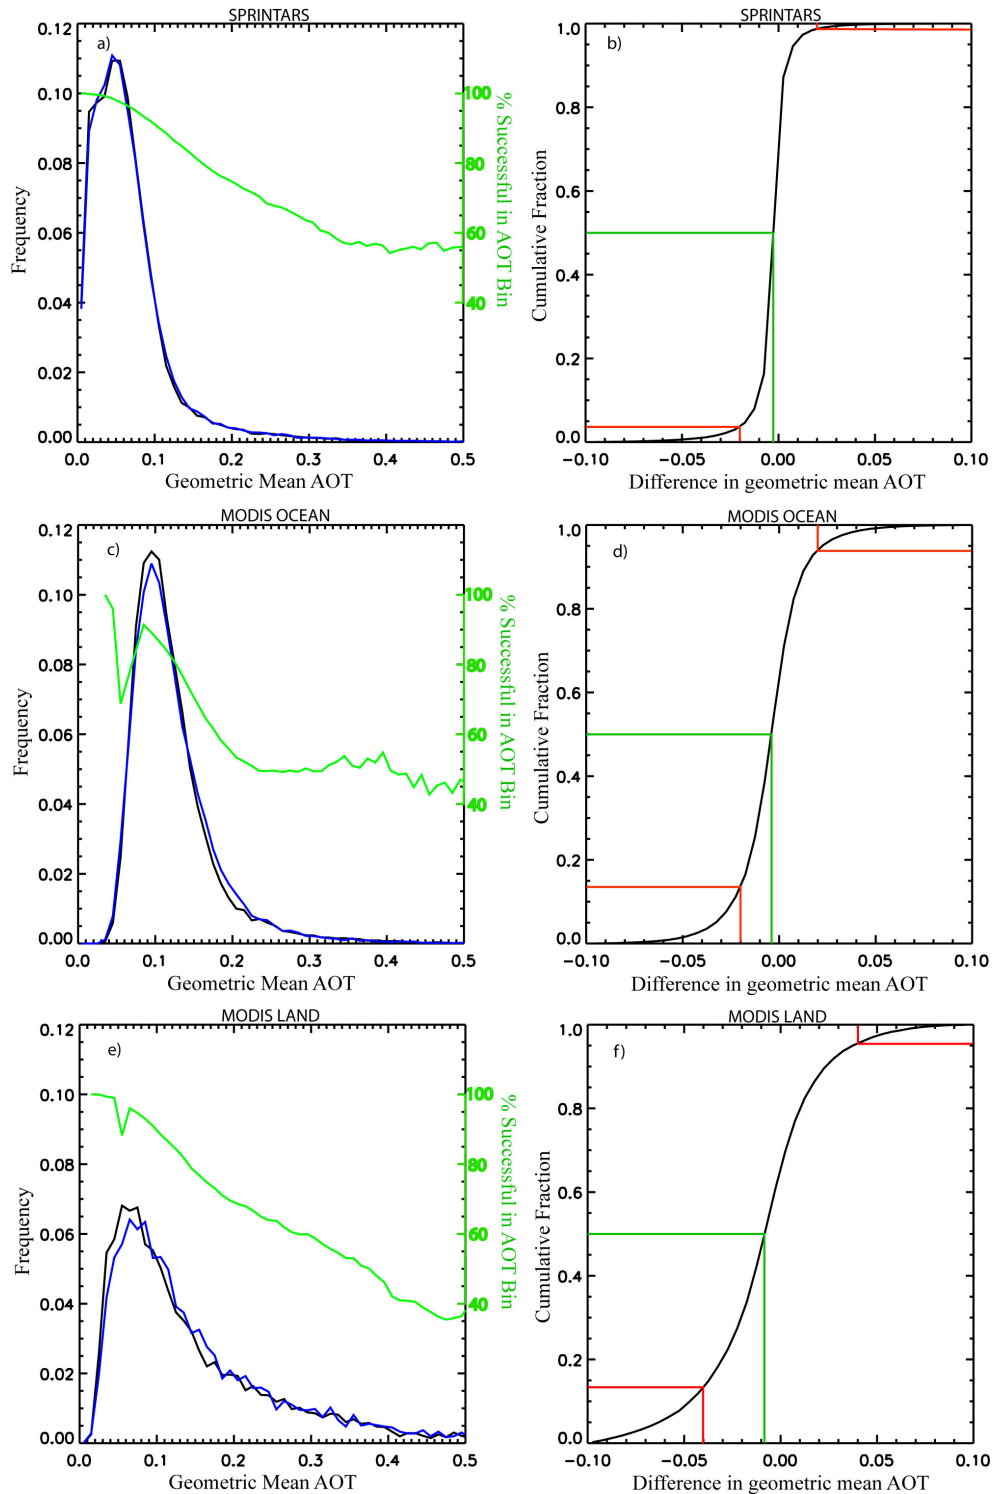 SPRINTARS
a)
0.12
0.10
0.08
0.06
0.04
0.02
0.00
Frequency
0.0 0.1 0.2 0.3 0.4 0.5
Geometric Mean AOT
100
80
60
40
% Successful in AOT Bin
SPRINTARS
b)
1.0
0.8
0.6
0.4
0.2
0.0
Cumulative Fraction
−0.10 −0.05 0.00 0.05 0.10
Difference in geometric mean AOT
MODIS OCEAN
c)
0.12
0.10
0.08
0.06
0.04
0.02
0.00
Frequency
0.0 0.1 0.2 0.3 0.4 0.5
Geometric Mean AOT
100
80
60
40
% Successful in AOT Bin
MODIS OCEAN
d)
1.0
0.8
0.6
0.4
0.2
0.0
Cumulative Fraction
−0.10 −0.05 0.00 0.05 0.10
Difference in geometric mean AOT
MODIS LAND
e)
0.12
0.10
0.08
0.06
0.04
0.02
0.00
Frequency
0.0 0.1 0.2 0.3 0.4 0.5
Geometric Mean AOT
100
80
60
40
% Successful in AOT Bin
MODIS LAND
f)
1.0
0.8
0.6
0.4
0.2
0.0
Cumulative Fraction
−0.10 −0.05 0.00 0.05 0.10
Difference in geometric mean AOT